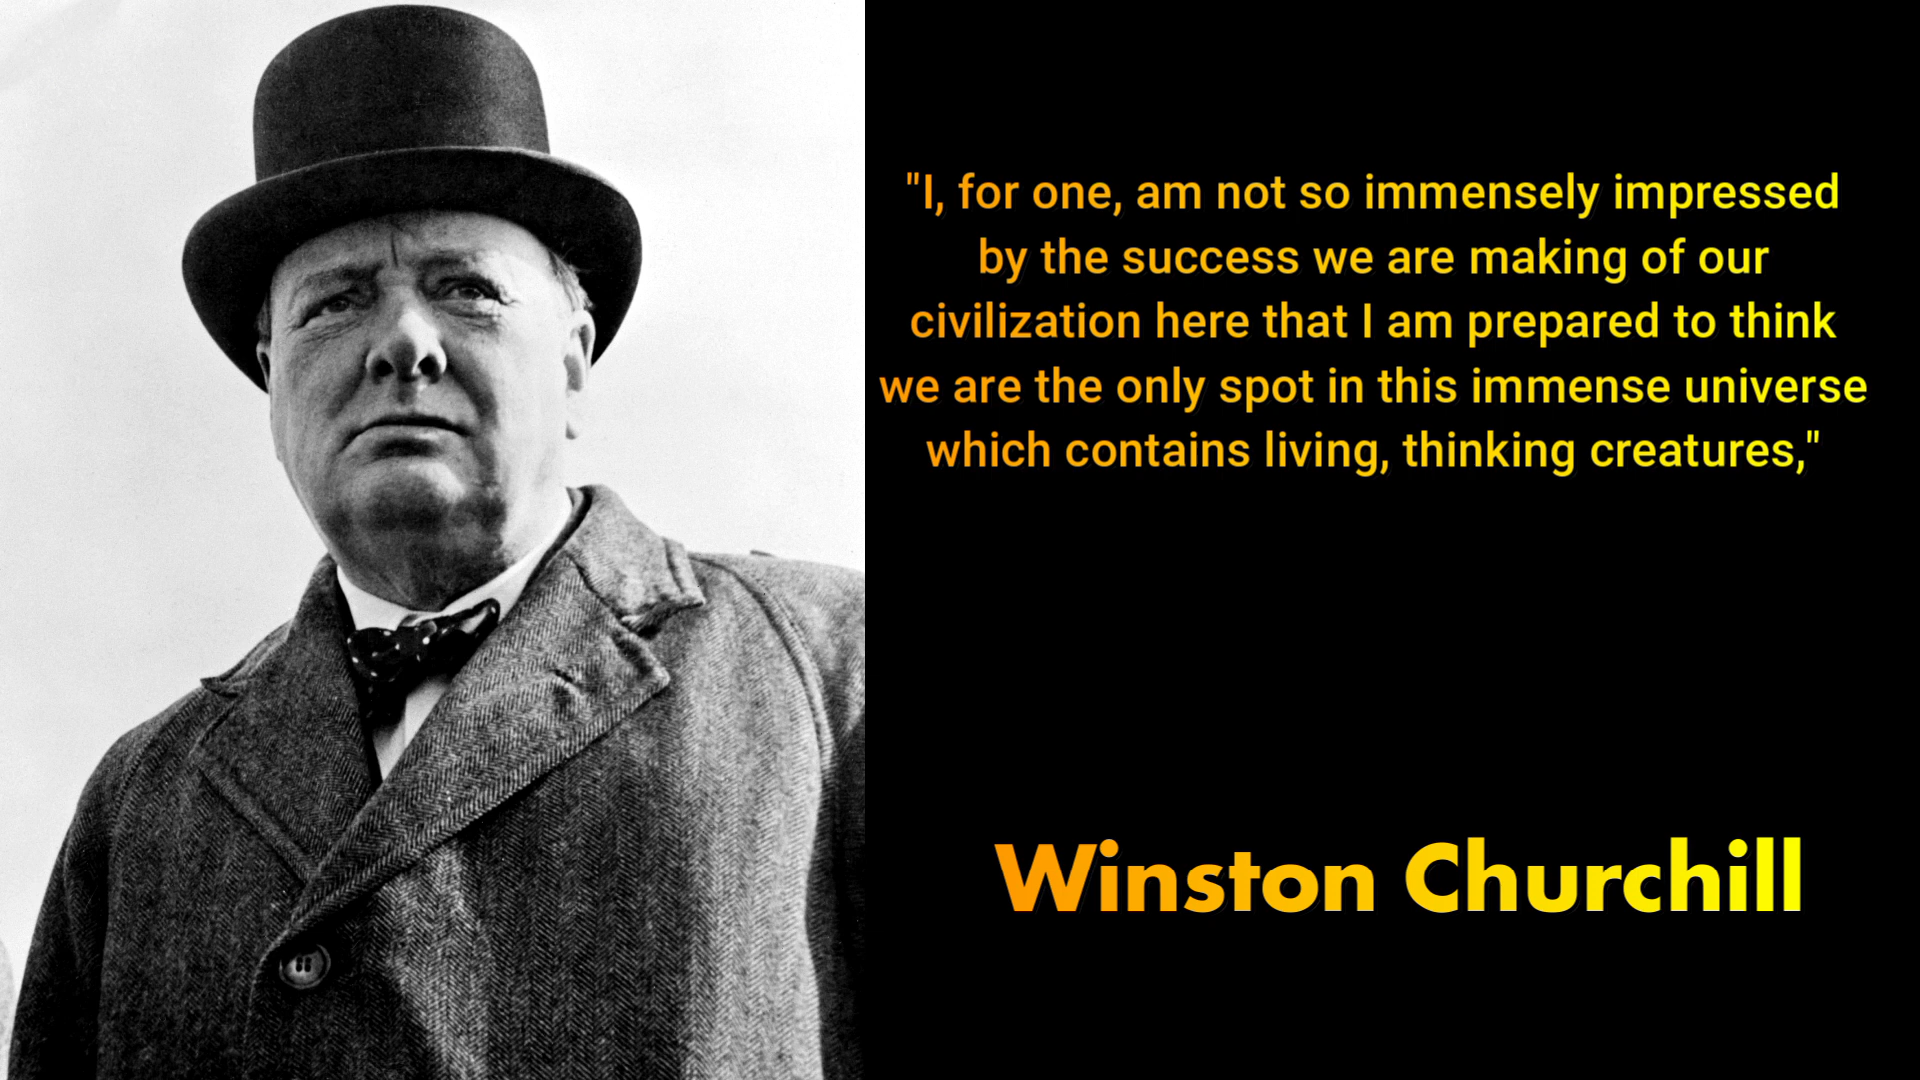 "I, for one, am not so immensely impressed
by the success we are making of our
civilization here that I am prepared to think
we are the only spot in this immense universe
which contains living, thinking creatures,"
Winston Churchill